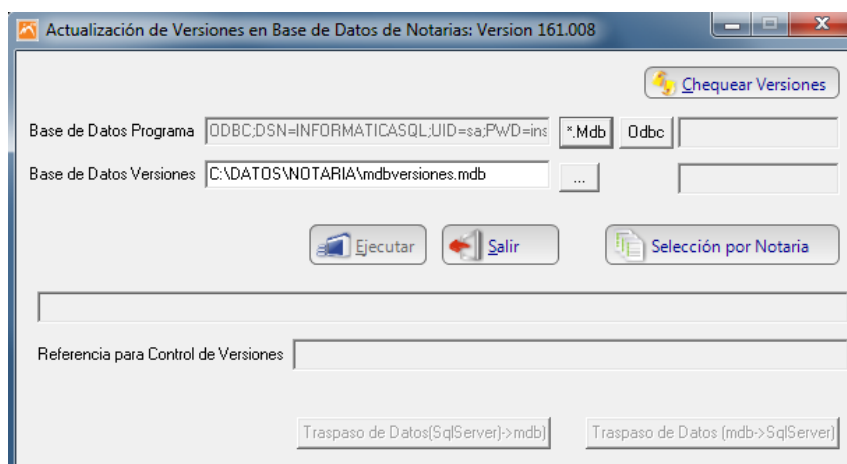 Actualización de Versiones en Base de Datos de Notarias: Version 161.008
Chequear Versiones
Base de Datos Programa ODBC;DSN=INFORMATICASQL;UID=sa;PWD=ins *.Mdb Odbc
Base de Datos Versiones C:\DATOS\NOTARIA\mdbversiones.mdb ...
Ejecutar Salir Selección por Notaria
Referencia para Control de Versiones
Traspaso de Datos(SqlServer)->mdb) Traspaso de Datos (mdb->SqlServer)